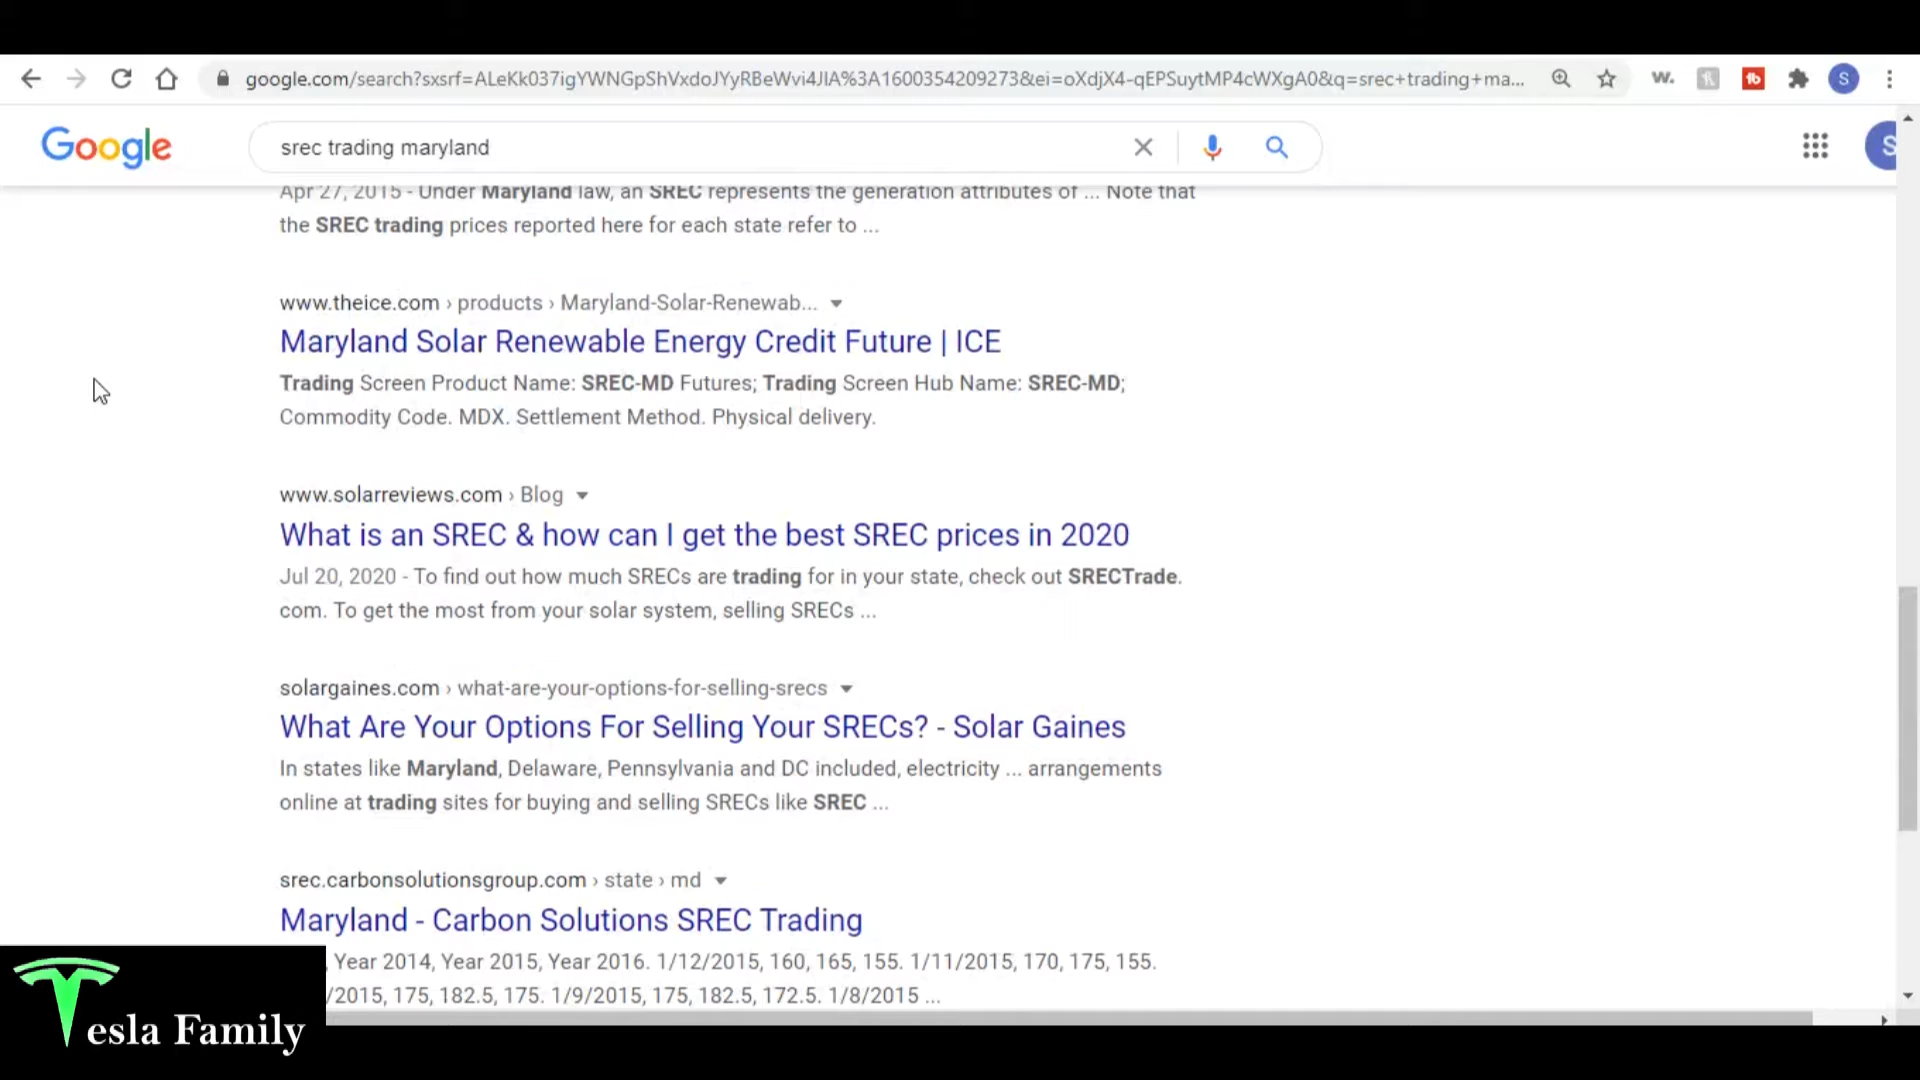 google.com/search?sxsrf=ALeKk037igYWNGpShVxdoJYyRBeWvi4JIA%3A1600354209273&ei=oXdjX4-qEPSuytMP4cWXgA0&q=srec+trading+ma...
W.
tb
S
Google
srec trading maryland
S
Apr 27, 2015 - Under Maryland law, an SREC represents the generation attributes of ... Note that
the SREC trading prices reported here for each state refer to ...
www.theice.com › products › Maryland-Solar-Renewab...
Maryland Solar Renewable Energy Credit Future | ICE
Trading Screen Product Name: SREC-MD Futures; Trading Screen Hub Name: SREC-MD;
Commodity Code. MDX. Settlement Method. Physical delivery.
www.solarreviews.com › Blog
What is an SREC & how can I get the best SREC prices in 2020
Jul 20, 2020 - To find out how much SRECs are trading for in your state, check out SRECTrade.
com. To get the most from your solar system, selling SRECs ...
solargaines.com › what-are-your-options-for-selling-srecs
What Are Your Options For Selling Your SRECs? - Solar Gaines
In states like Maryland, Delaware, Pennsylvania and DC included, electricity ... arrangements
online at trading sites for buying and selling SRECs like SREC ...
srec.carbonsolutionsgroup.com › state › md
Maryland - Carbon Solutions SREC Trading
, Year 2014, Year 2015, Year 2016. 1/12/2015, 160, 165, 155. 1/11/2015, 170, 175, 155.
/2015, 175, 182.5, 175. 1/9/2015, 175, 182.5, 172.5. 1/8/2015 ...
Tesla Family